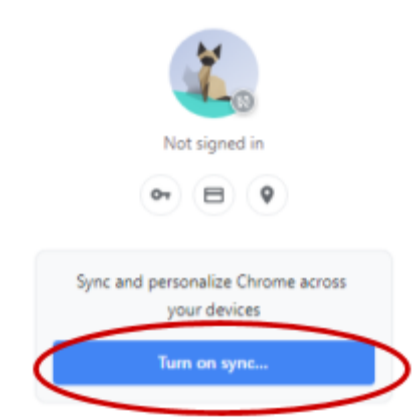 Not signed in
Sync and personalize Chrome across
your devices
Turn on sync...